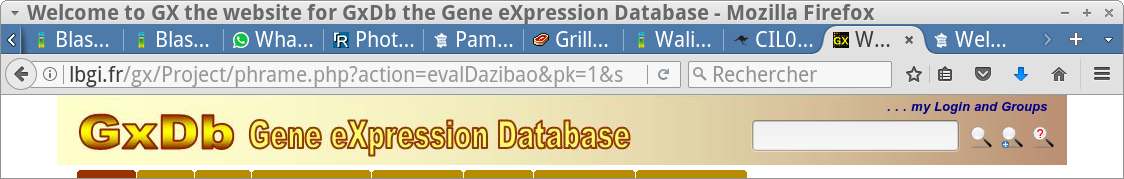 Welcome to GX the website for GxDb the Gene eXpression Database - Mozilla Firefox
Blas... Blas... Wha... Phot... Pam... Grill... Wali... CIL0... GX W... Wel...
lbgi.fr/gx/Project/phrame.php?action=evalDazibao&pk=1&s Rechercher
. . . my Login and Groups
GxDb Gene eXpression Database